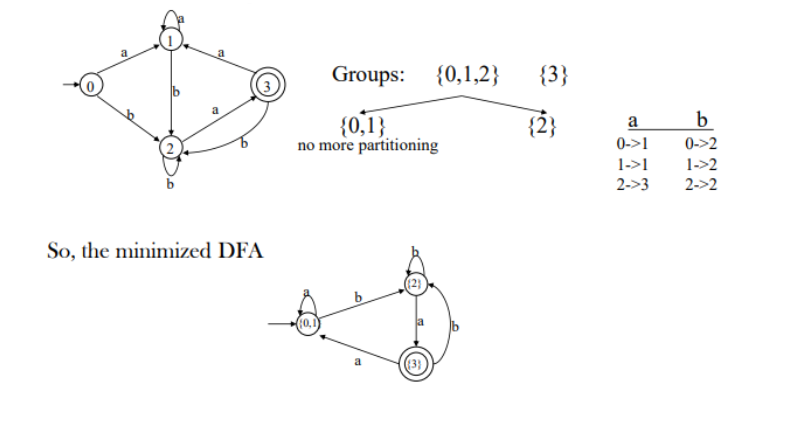 a
1
a
a
0
b
3
b
a
2
b
b
Groups: {0,1,2} {3}
{0,1} {2}
no more partitioning
a b
0->1 0->2
1->1 1->2
2->3 2->2
So, the minimized DFA
b
{2}
a
b
{0,1}
a
b
a
{3}